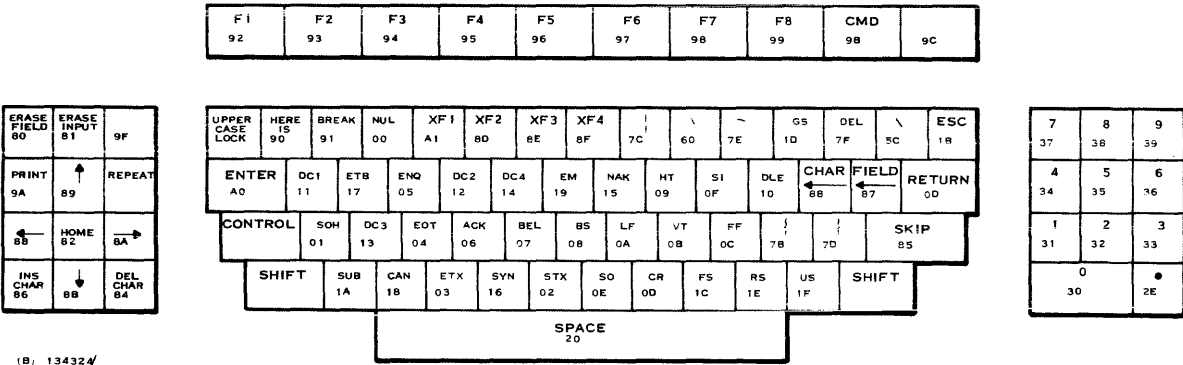 F1 F2 F3 F4 F5 F6 F7 F8 CMD
92 93 94 95 96 97 98 99 9B 9C
ERASE FIELD 80
ERASE INPUT 81
9F
PRINT 9A
↑ 89
REPEAT
← 88
HOME 82
→ 8A
INS CHAR 86
↓ 8B
DEL CHAR 84
UPPER CASE LOCK
HERE IS 90
BREAK 91
NUL 00
XF1 A1
XF2 8D
XF3 8E
XF4 8F
¦ 7C
\ 60
~ 7E
GS 1D
DEL 7F
\ 5C
ESC 1B
ENTER A0
DC1 11
ETB 17
ENQ 05
DC2 12
DC4 14
EM 19
NAK 15
HT 09
SI 0F
DLE 10
CHAR ← 88
FIELD ← 87
RETURN 0D
CONTROL
SOH 01
DC3 13
EOT 04
ACK 06
BEL 07
BS 08
LF 0A
VT 0B
FF 0C
{ 7B
} 7D
SKIP 85
SHIFT
SUB 1A
CAN 18
ETX 03
SYN 16
STX 02
SO 0E
CR 0D
FS 1C
RS 1E
US 1F
SHIFT
SPACE
20
7 8 9
37 38 39
4 5 6
34 35 36
1 2 3
31 32 33
0 •
30 2E
(B) 134324/